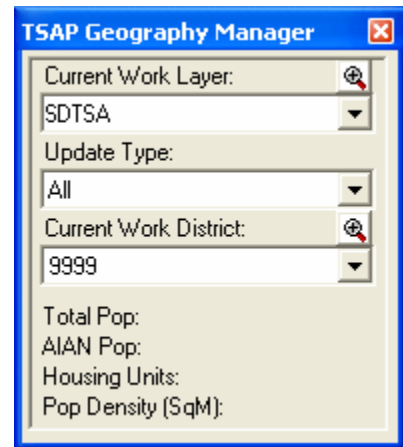 TSAP Geography Manager
Current Work Layer:
SDTSA
Update Type:
All
Current Work District:
9999
Total Pop:
AIAN Pop:
Housing Units:
Pop Density (SqM):